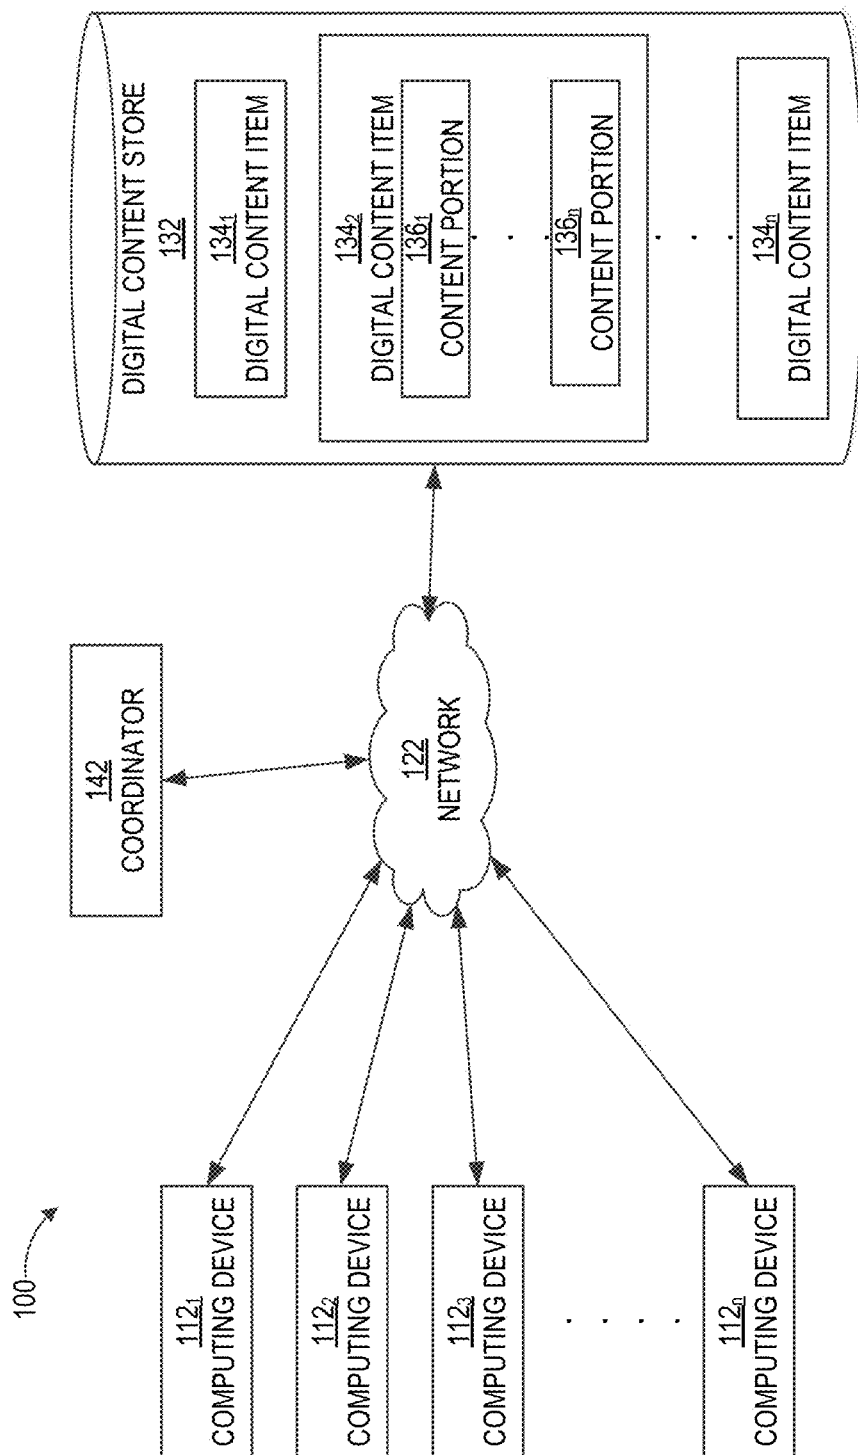 100
112₁
COMPUTING DEVICE
112₂
COMPUTING DEVICE
112₃
COMPUTING DEVICE
112ₙ
COMPUTING DEVICE
142
COORDINATOR
122
NETWORK
DIGITAL CONTENT STORE
132
134₁
DIGITAL CONTENT ITEM
134₂
DIGITAL CONTENT ITEM
136₁
CONTENT PORTION
136ₙ
CONTENT PORTION
134ₙ
DIGITAL CONTENT ITEM